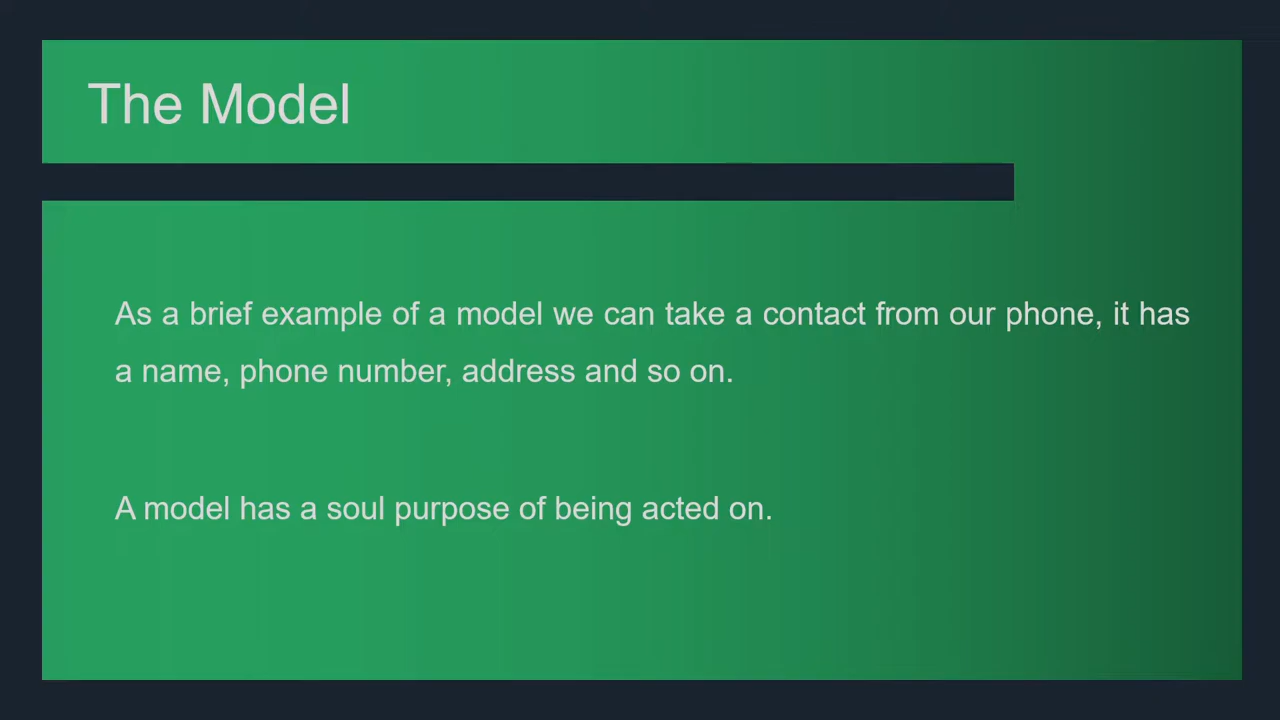 The Model
As a brief example of a model we can take a contact from our phone, it has
a name, phone number, address and so on.
A model has a soul purpose of being acted on.